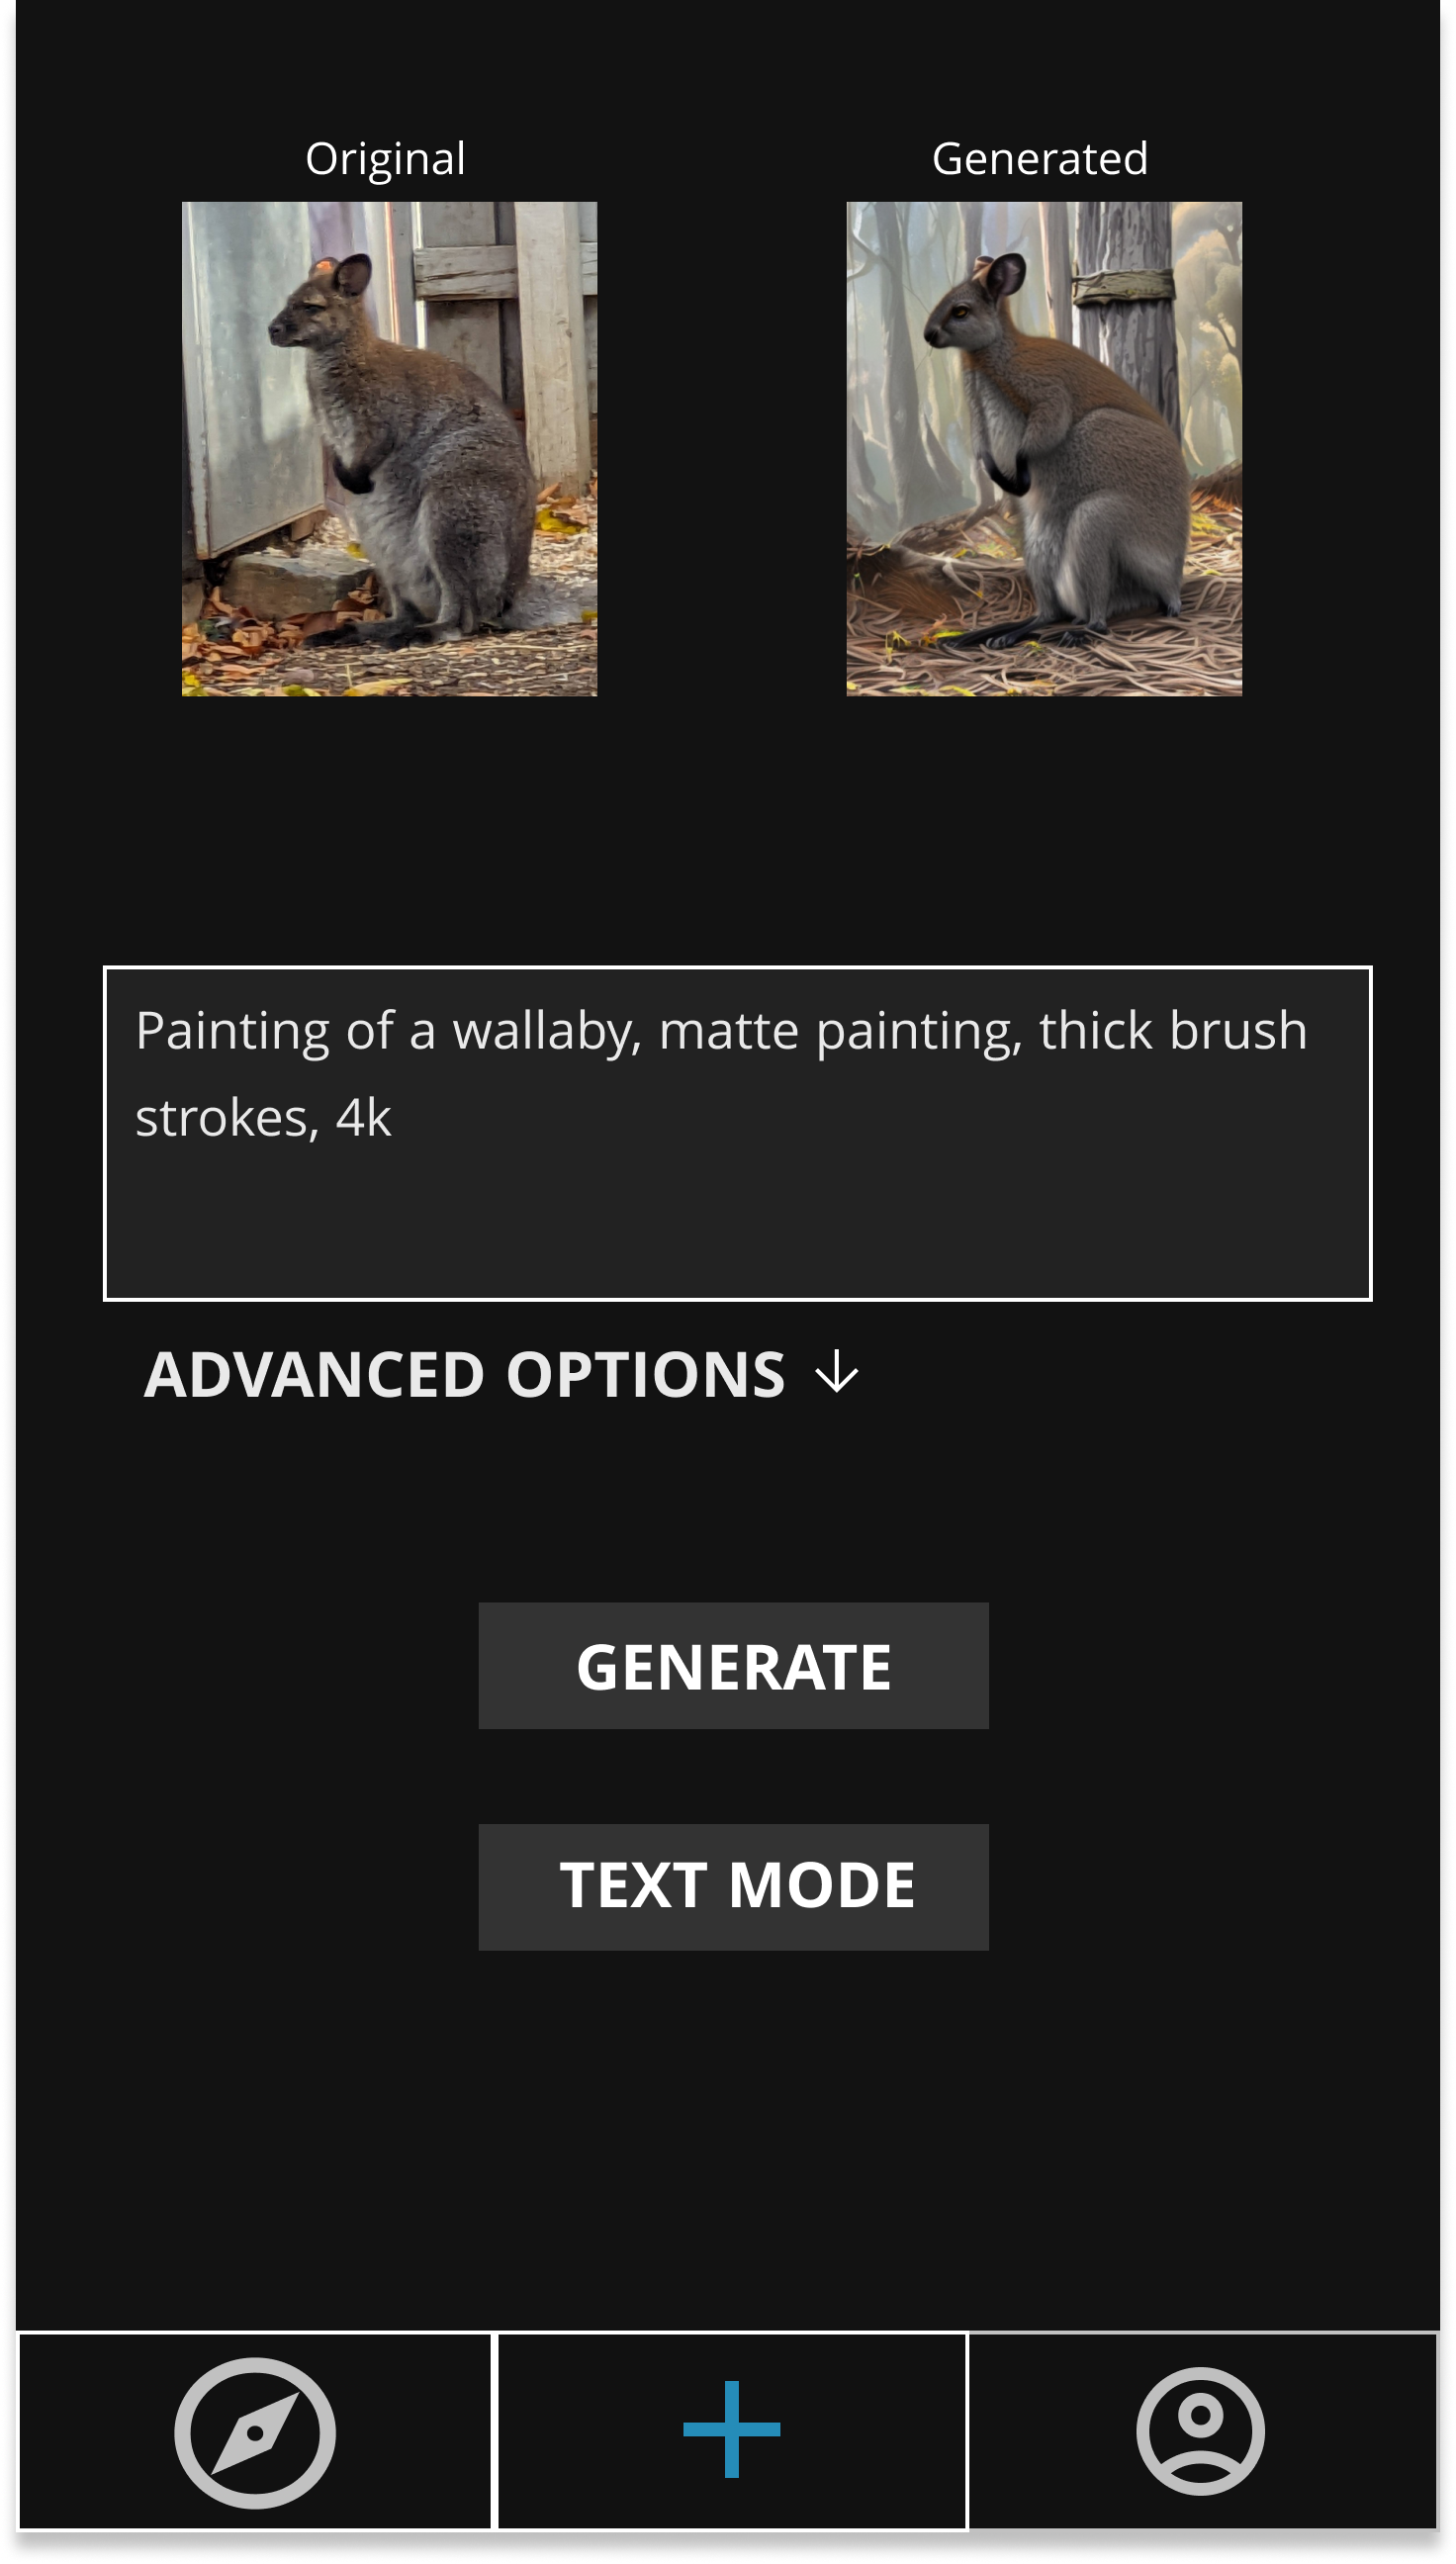 Original
Generated
Painting of a wallaby, matte painting, thick brush
strokes, 4k
ADVANCED OPTIONS
GENERATE
TEXT MODE